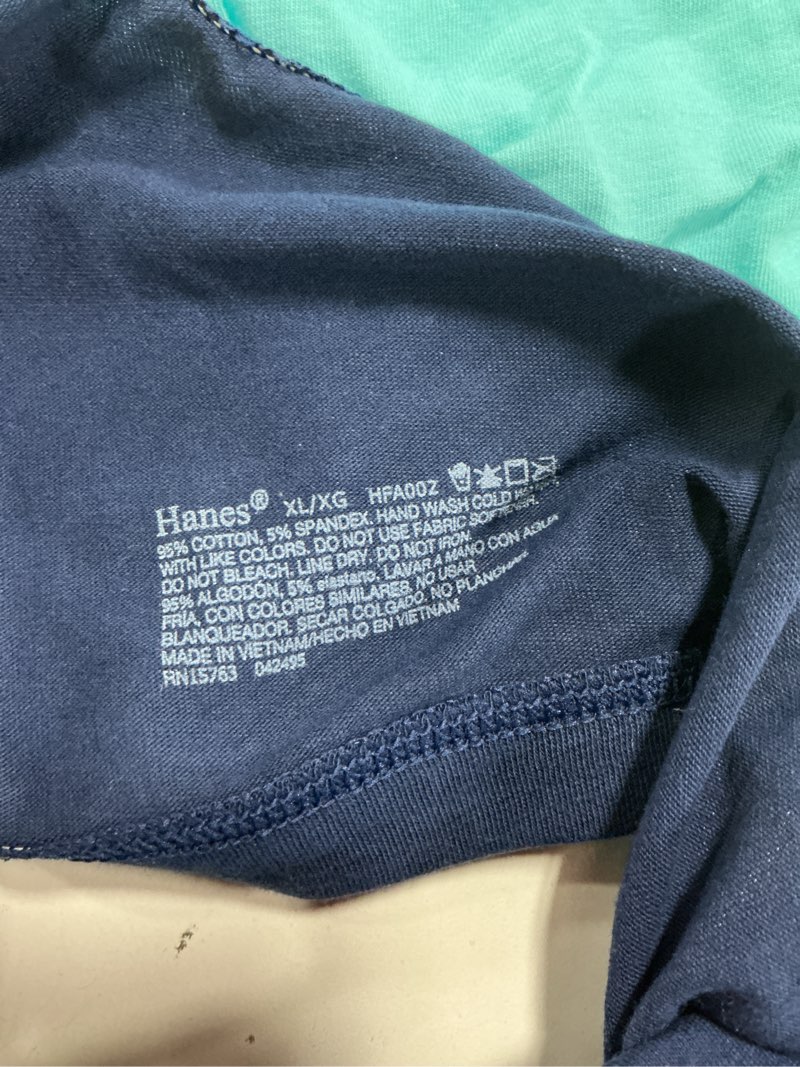 Hanes® XL/XG HFA00Z
95% COTTON, 5% SPANDEX. HAND WASH COLD
WITH LIKE COLORS. DO NOT USE FABRIC SOFTENER.
DO NOT BLEACH. LINE DRY. DO NOT IRON.
95% ALGODÓN, 5% elastano. LAVAR A MANO CON AGUA
FRÍA, CON COLORES SIMILARES. NO USAR
BLANQUEADOR. SECAR COLGADO. NO PLANCHAR
MADE IN VIETNAM/HECHO EN VIETNAM
RN15763 042495